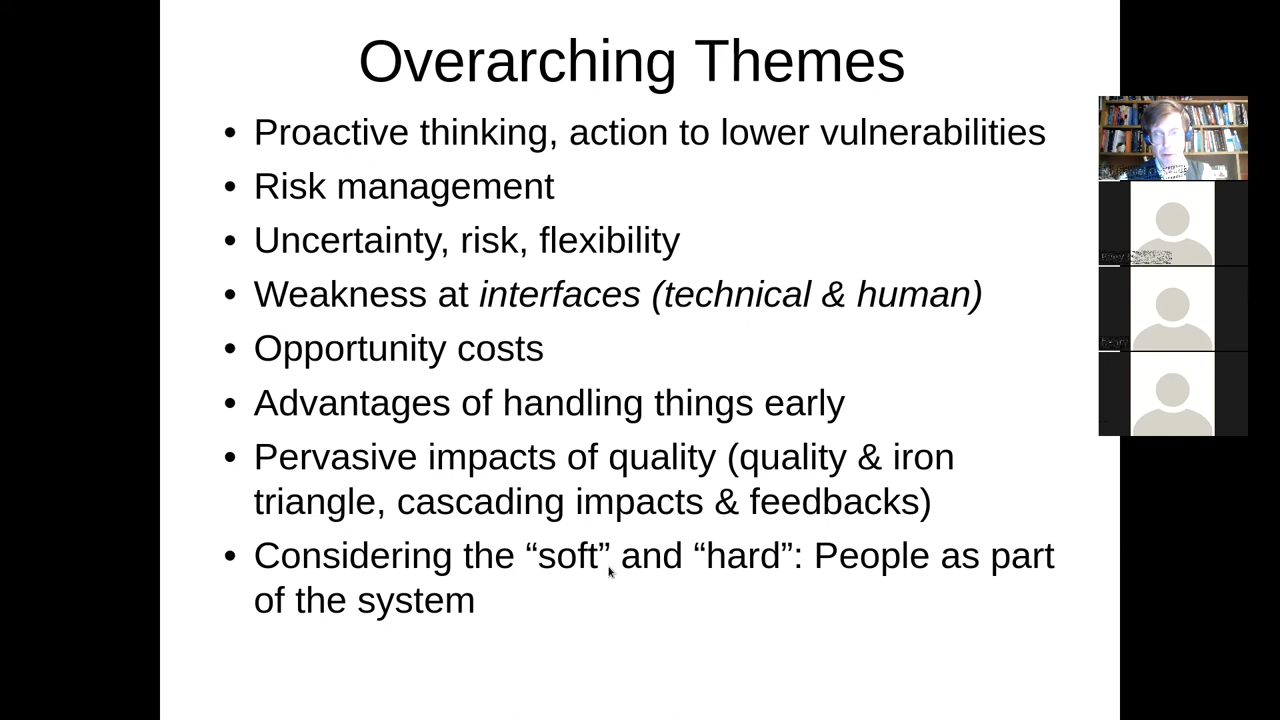 Overarching Themes
• Proactive thinking, action to lower vulnerabilities
• Risk management
• Uncertainty, risk, flexibility
• Weakness at interfaces (technical & human)
• Opportunity costs
• Advantages of handling things early
• Pervasive impacts of quality (quality & iron
triangle, cascading impacts & feedbacks)
• Considering the “soft” and “hard”: People as part
of the system